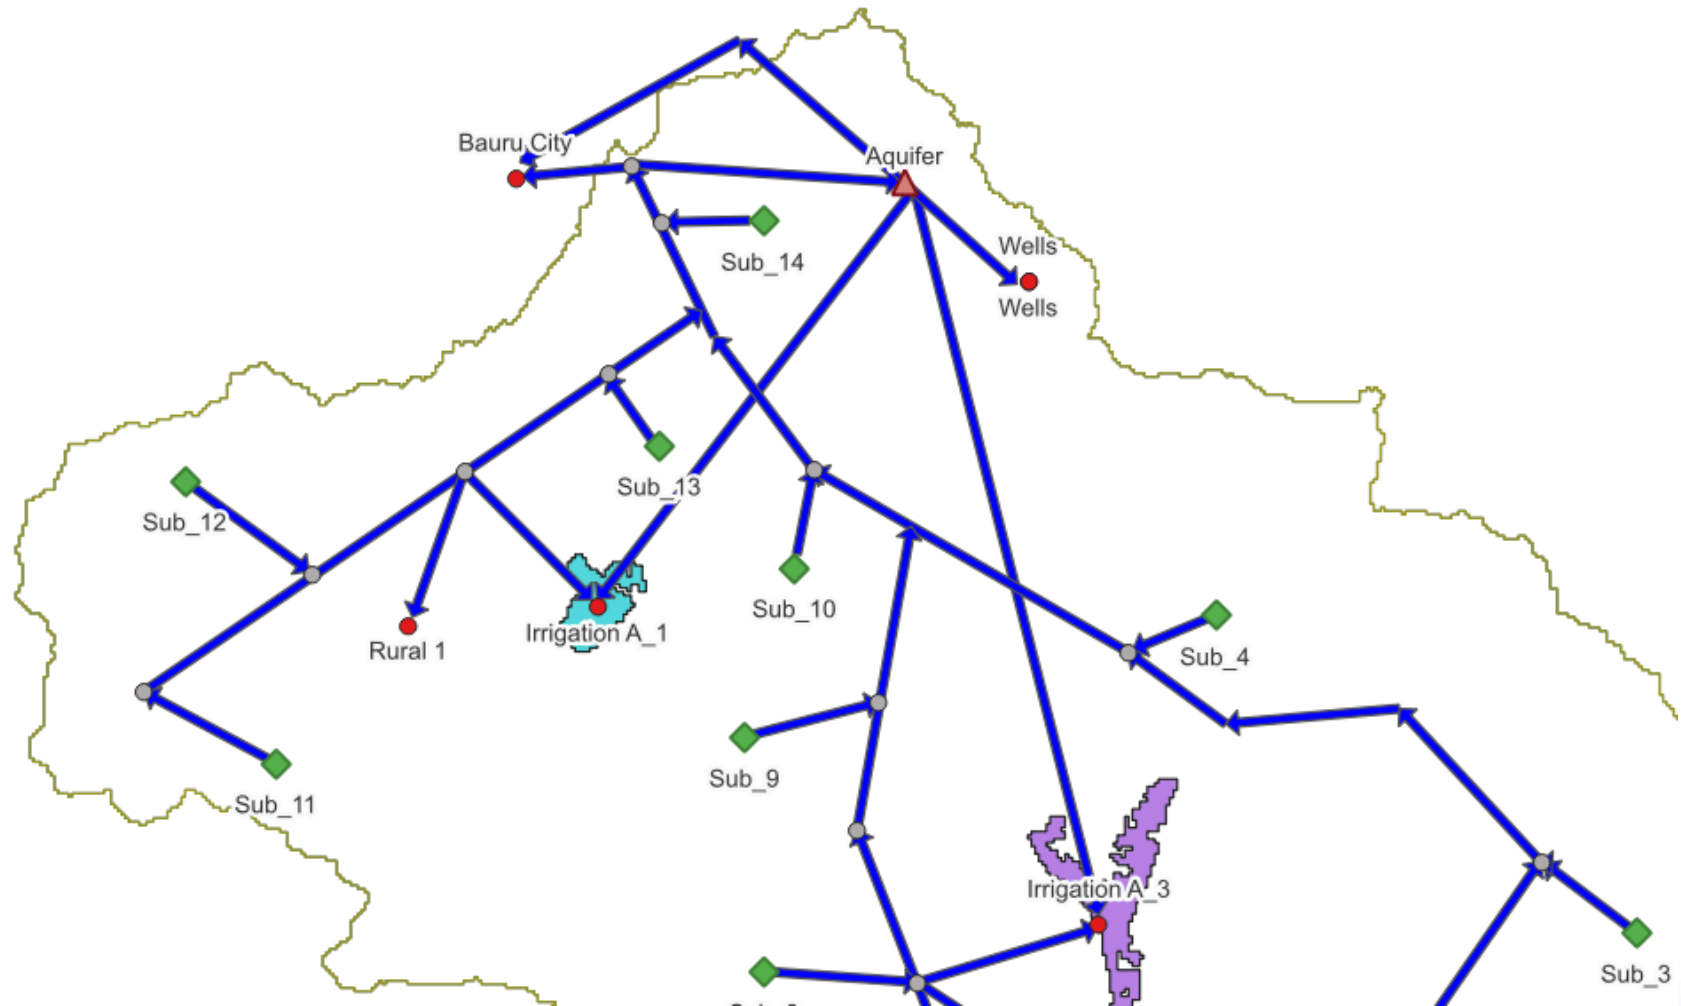 Bauru City
Aquifer
Wells
Sub_14
Wells
Sub_13
Sub_12
Sub_10
Irrigation A_1
Rural 1
Sub_4
Sub_9
Sub_11
Irrigation A_3
Sub_3